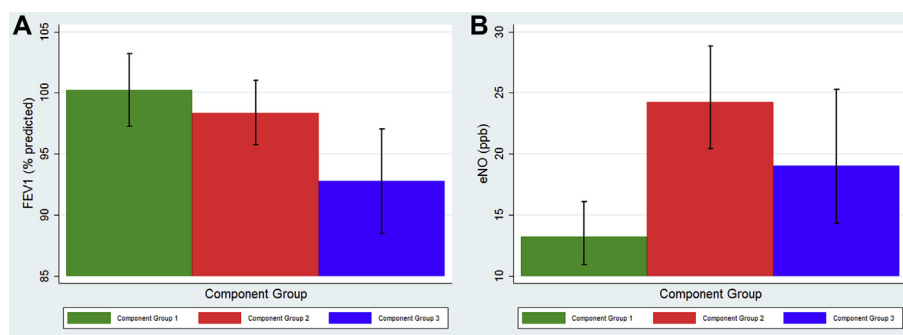 A
FEV1 (% predicted)
105
100
95
90
85
Component Group
Component Group 1 Component Group 2 Component Group 3
B
eNO (ppb)
30
25
20
15
10
Component Group
Component Group 1 Component Group 2 Component Group 3